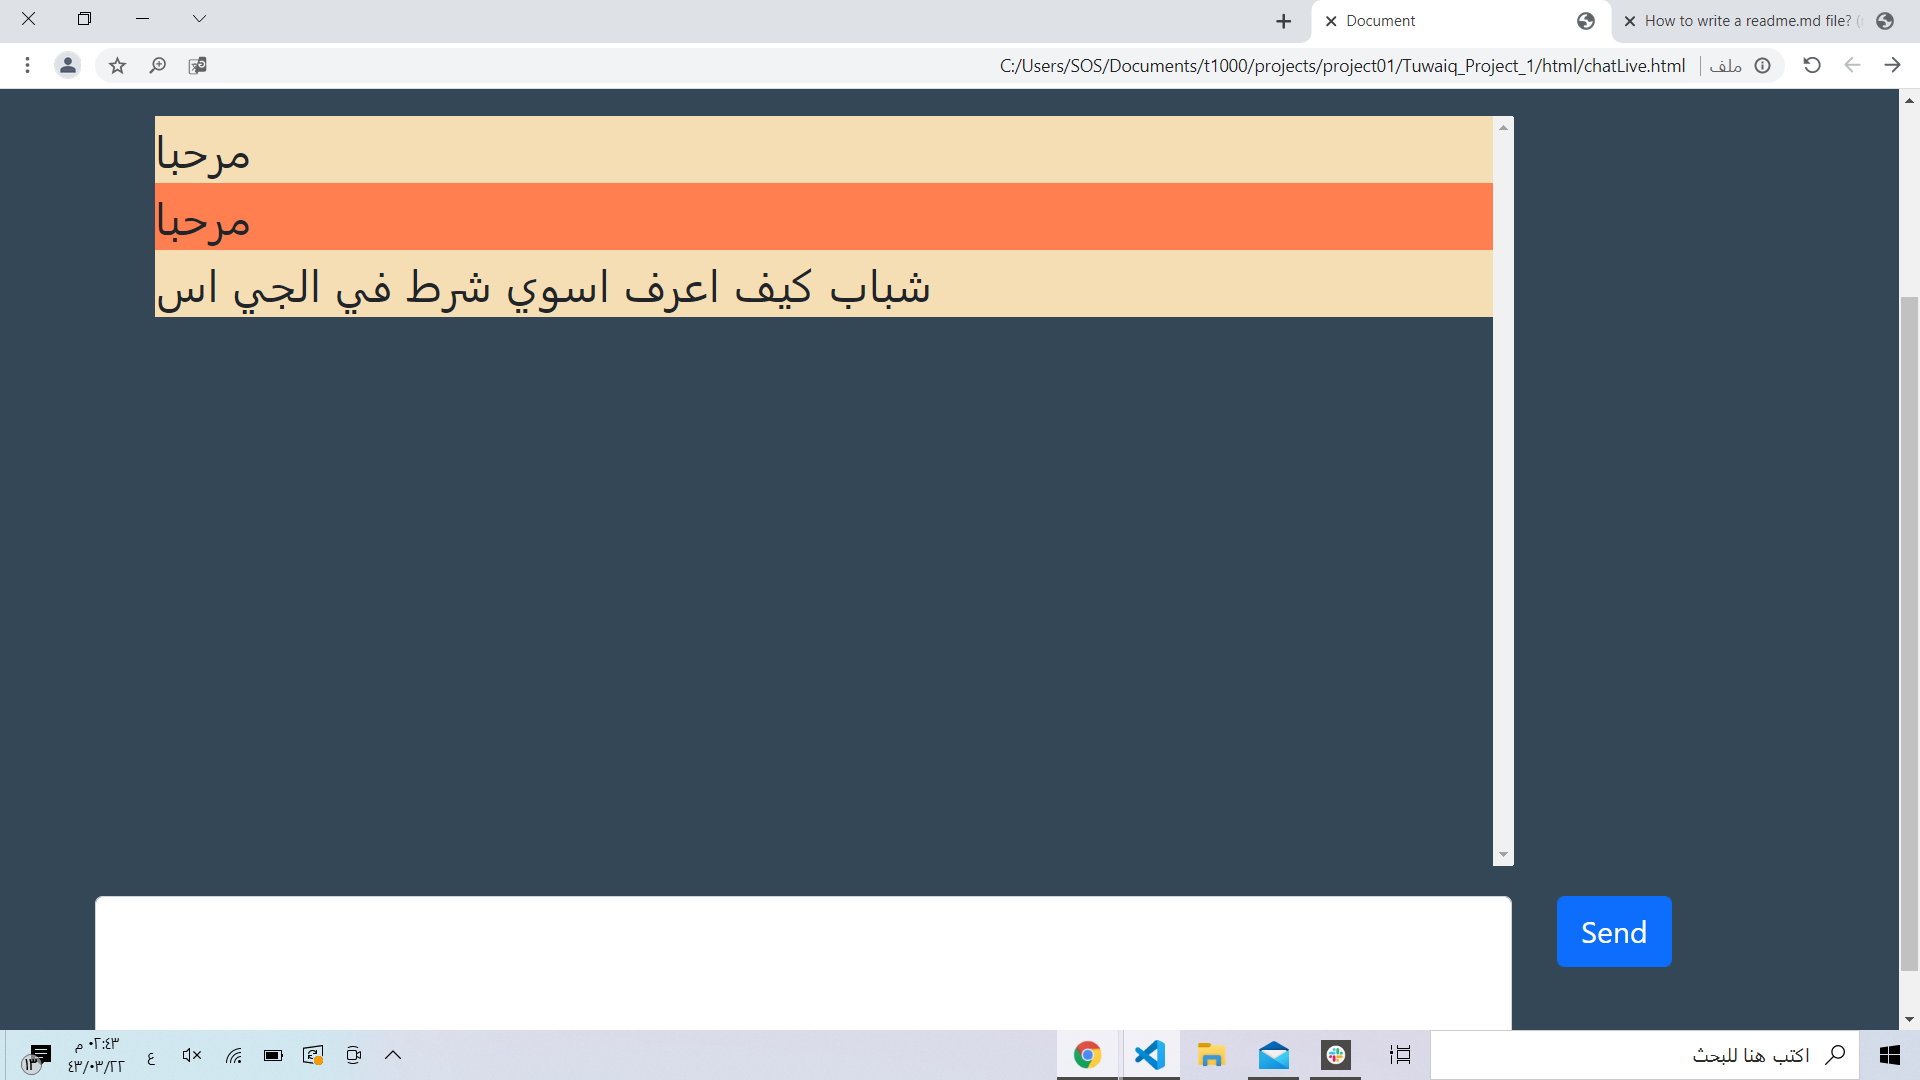 How to write a readme.md file? (
Document
ملف
C:/Users/SOS/Documents/t1000/projects/project01/Tuwaiq_Project_1/html/chatLive.html
مرحبا
مرحبا
شباب كيف اعرف اسوي شرط في الجي اس
Send
اكتب هنا للبحث
ع
٠٢:٤٣ م
٤٣/٠٣/٢٢
١٣